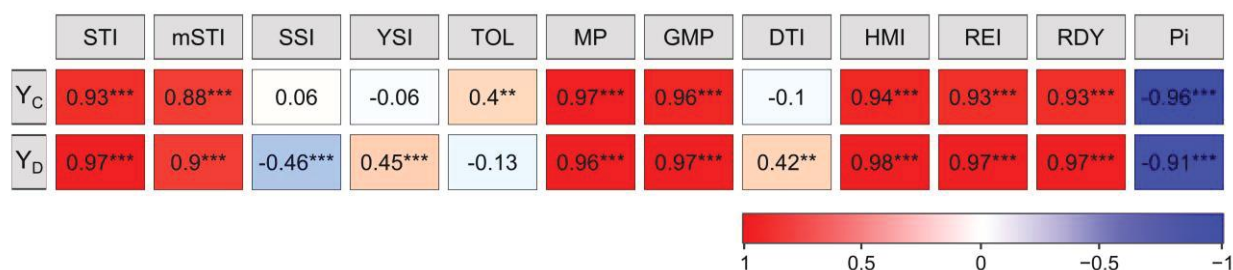 STI mSTI SSI YSI TOL MP GMP DTI HMI REI RDY Pi
Y_C 0.93*** 0.88*** 0.06 -0.06 0.4** 0.97*** 0.96*** -0.1 0.94*** 0.93*** 0.93*** -0.96***
Y_D 0.97*** 0.9*** -0.46*** 0.45*** -0.13 0.96*** 0.97*** 0.42** 0.98*** 0.97*** 0.97*** -0.91***
1 0.5 0 −0.5 −1